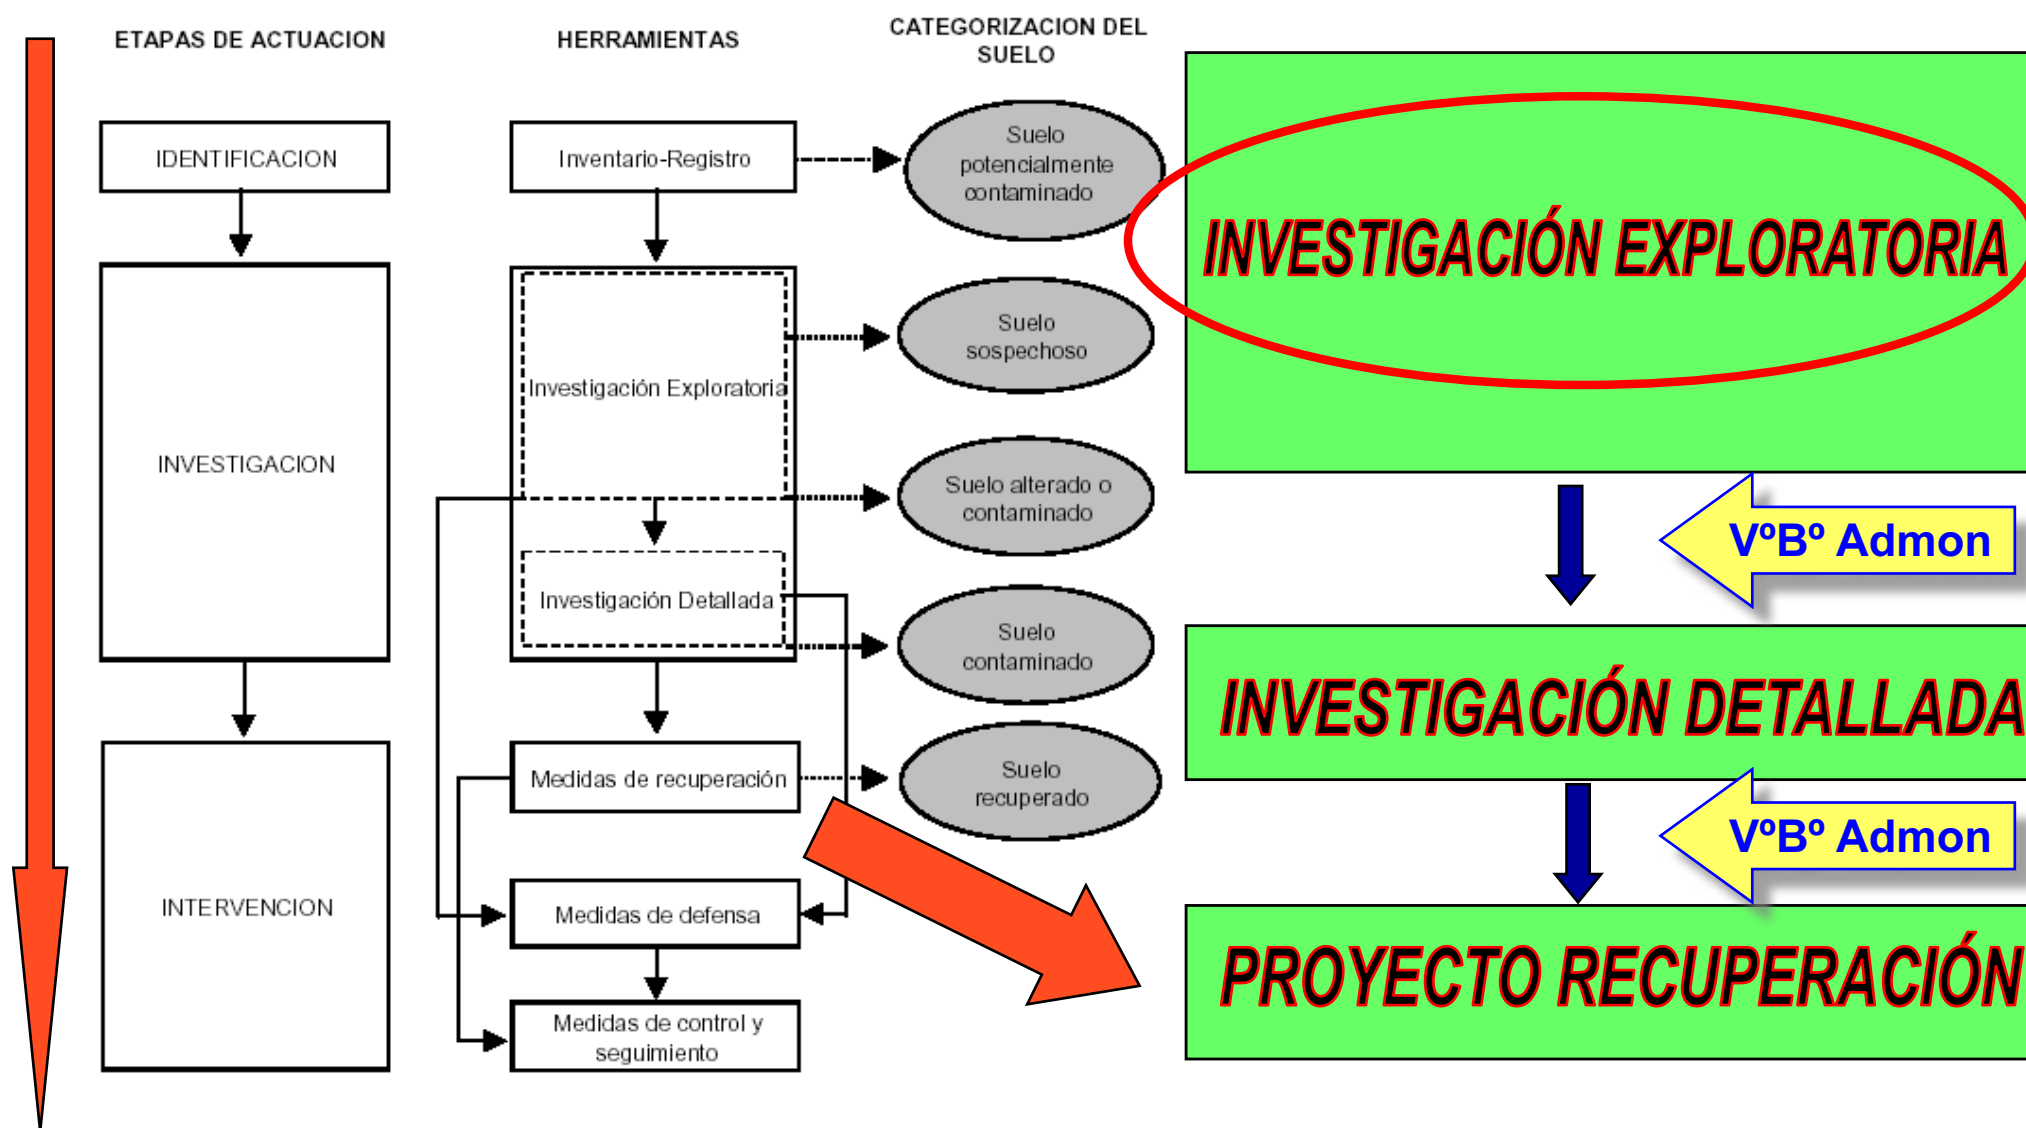 ETAPAS DE ACTUACION
HERRAMIENTAS
CATEGORIZACION DEL
SUELO
IDENTIFICACION
Inventario-Registro
Suelo
potencialmente
contaminado
INVESTIGACION
Investigación Exploratoria
Suelo
sospechoso
Suelo alterado o
contaminado
Investigación Detallada
Suelo
contaminado
INTERVENCION
Medidas de recuperación
Suelo
recuperado
Medidas de defensa
Medidas de control y
seguimiento
INVESTIGACIÓN EXPLORATORIA
VºBº Admon
INVESTIGACIÓN DETALLADA
VºBº Admon
PROYECTO RECUPERACIÓN